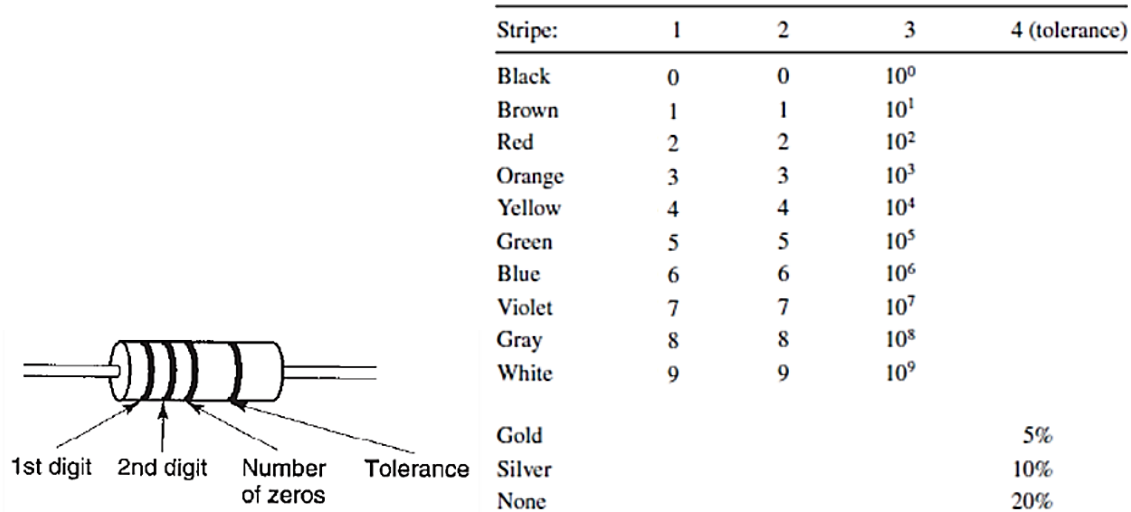 Stripe: 1 2 3 4 (tolerance)
Black 0 0 10⁰
Brown 1 1 10¹
Red 2 2 10²
Orange 3 3 10³
Yellow 4 4 10⁴
Green 5 5 10⁵
Blue 6 6 10⁶
Violet 7 7 10⁷
Gray 8 8 10⁸
White 9 9 10⁹
Gold 5%
Silver 10%
None 20%
1st digit 2nd digit Number of zeros Tolerance